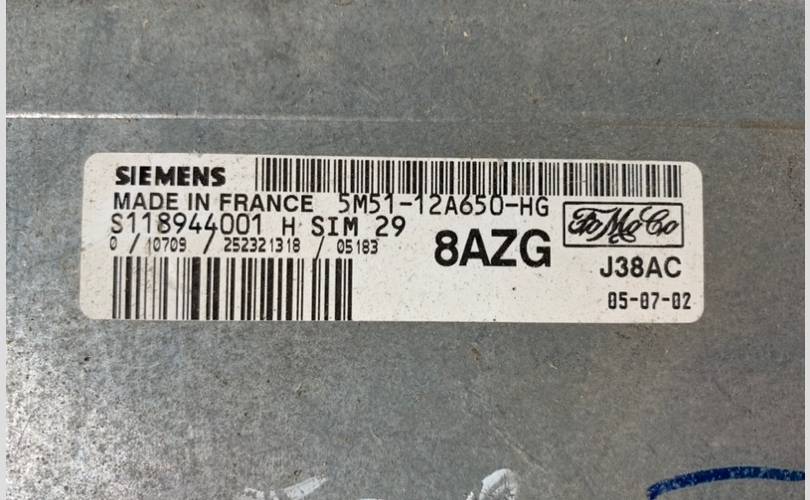 SIEMENS
MADE IN FRANCE 5M51-12A650-HG
S118944001 H SIM 29
0 / 10709 / 252321318 / 05183
8AZG
FoMoCo
J38AC
05-07-02